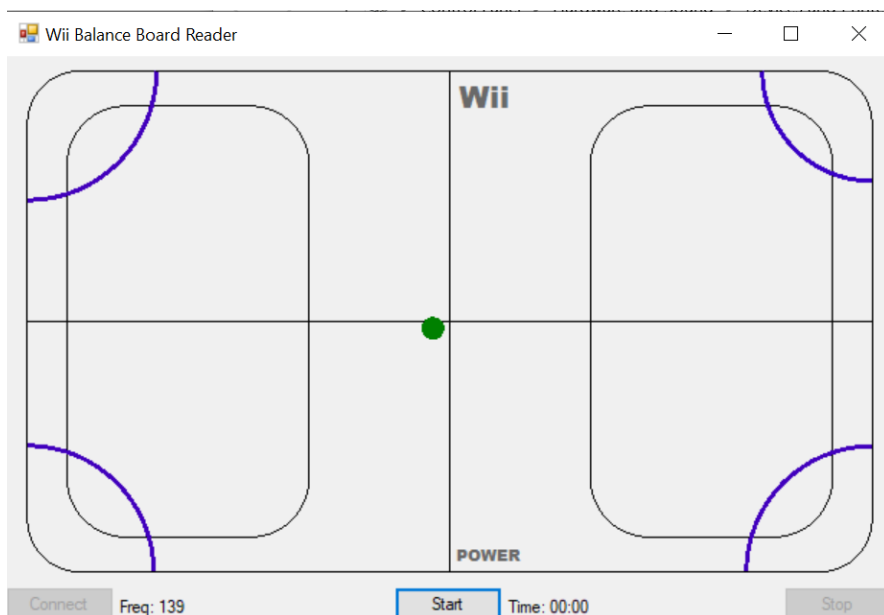 Wii Balance Board Reader
Wii
POWER
Connect Freq: 139 Start Time: 00:00 Stop